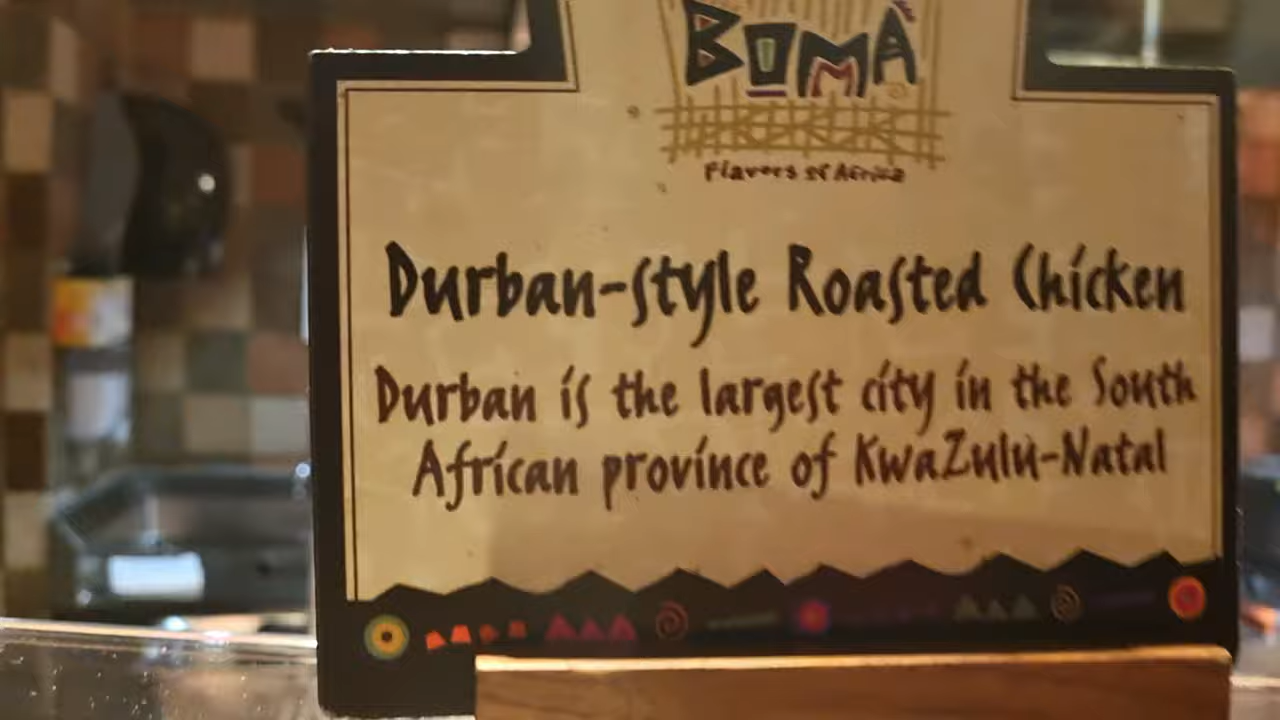 BOMA
Flavors of Africa
Durban-style Roasted Chicken
Durban is the largest city in the South
African province of KwaZulu-Natal